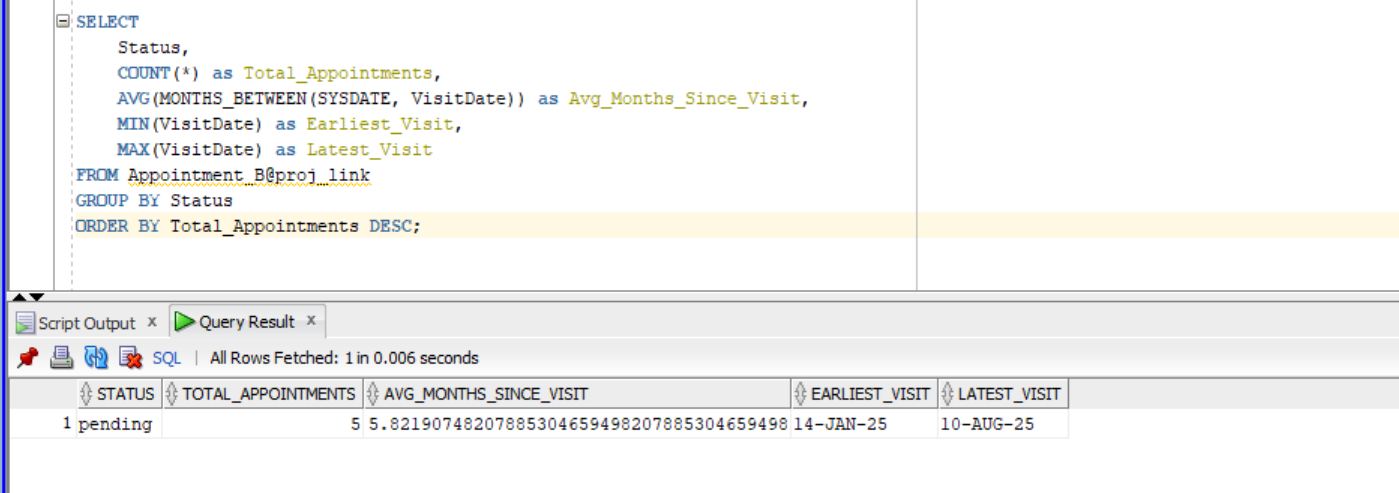 SELECT
Status,
COUNT(*) as Total_Appointments,
AVG(MONTHS_BETWEEN(SYSDATE, VisitDate)) as Avg_Months_Since_Visit,
MIN(VisitDate) as Earliest_Visit,
MAX(VisitDate) as Latest_Visit
FROM Appointment_B@proj_link
GROUP BY Status
ORDER BY Total_Appointments DESC;
Script Output x Query Result x
SQL | All Rows Fetched: 1 in 0.006 seconds
STATUS TOTAL_APPOINTMENTS AVG_MONTHS_SINCE_VISIT EARLIEST_VISIT LATEST_VISIT
1 pending 5 5.82190748207885304659498207885304659498 14-JAN-25 10-AUG-25